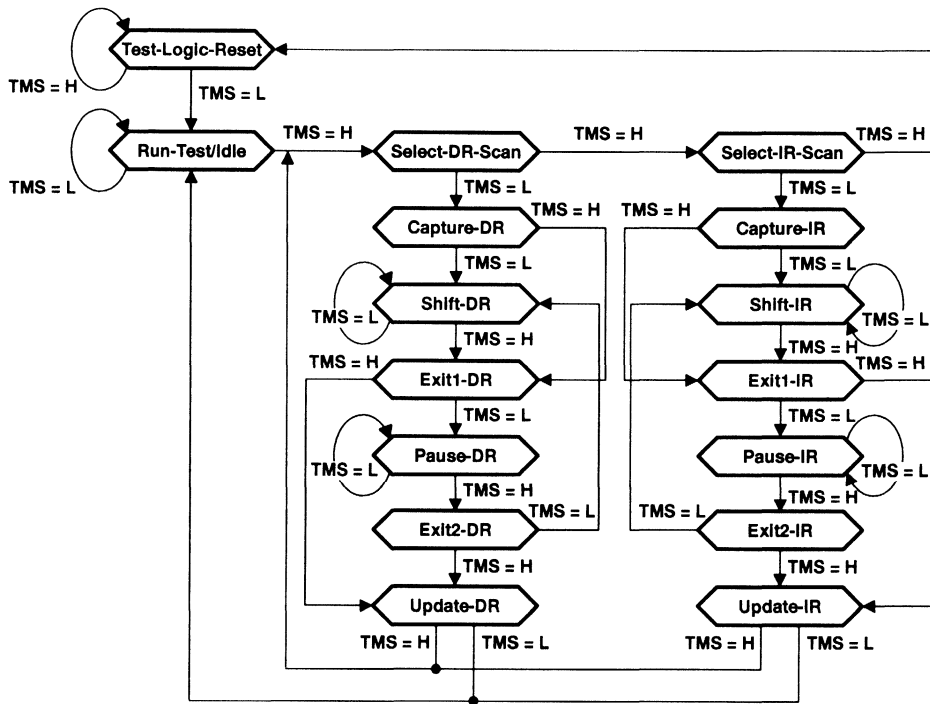 Test-Logic-Reset
TMS = H
TMS = L
TMS = H
TMS = H
TMS = H
Run-Test/Idle
Select-DR-Scan
Select-IR-Scan
TMS = L
TMS = L
TMS = L
TMS = H
TMS = H
Capture-DR
Capture-IR
TMS = L
TMS = L
Shift-DR
Shift-IR
TMS = L
TMS = L
TMS = H
TMS = H
TMS = H
TMS = H
Exit1-DR
Exit1-IR
TMS = L
TMS = L
Pause-DR
Pause-IR
TMS = L
TMS = L
TMS = H
TMS = H
TMS = L
TMS = L
Exit2-DR
Exit2-IR
TMS = H
TMS = H
Update-DR
Update-IR
TMS = H
TMS = L
TMS = H
TMS = L